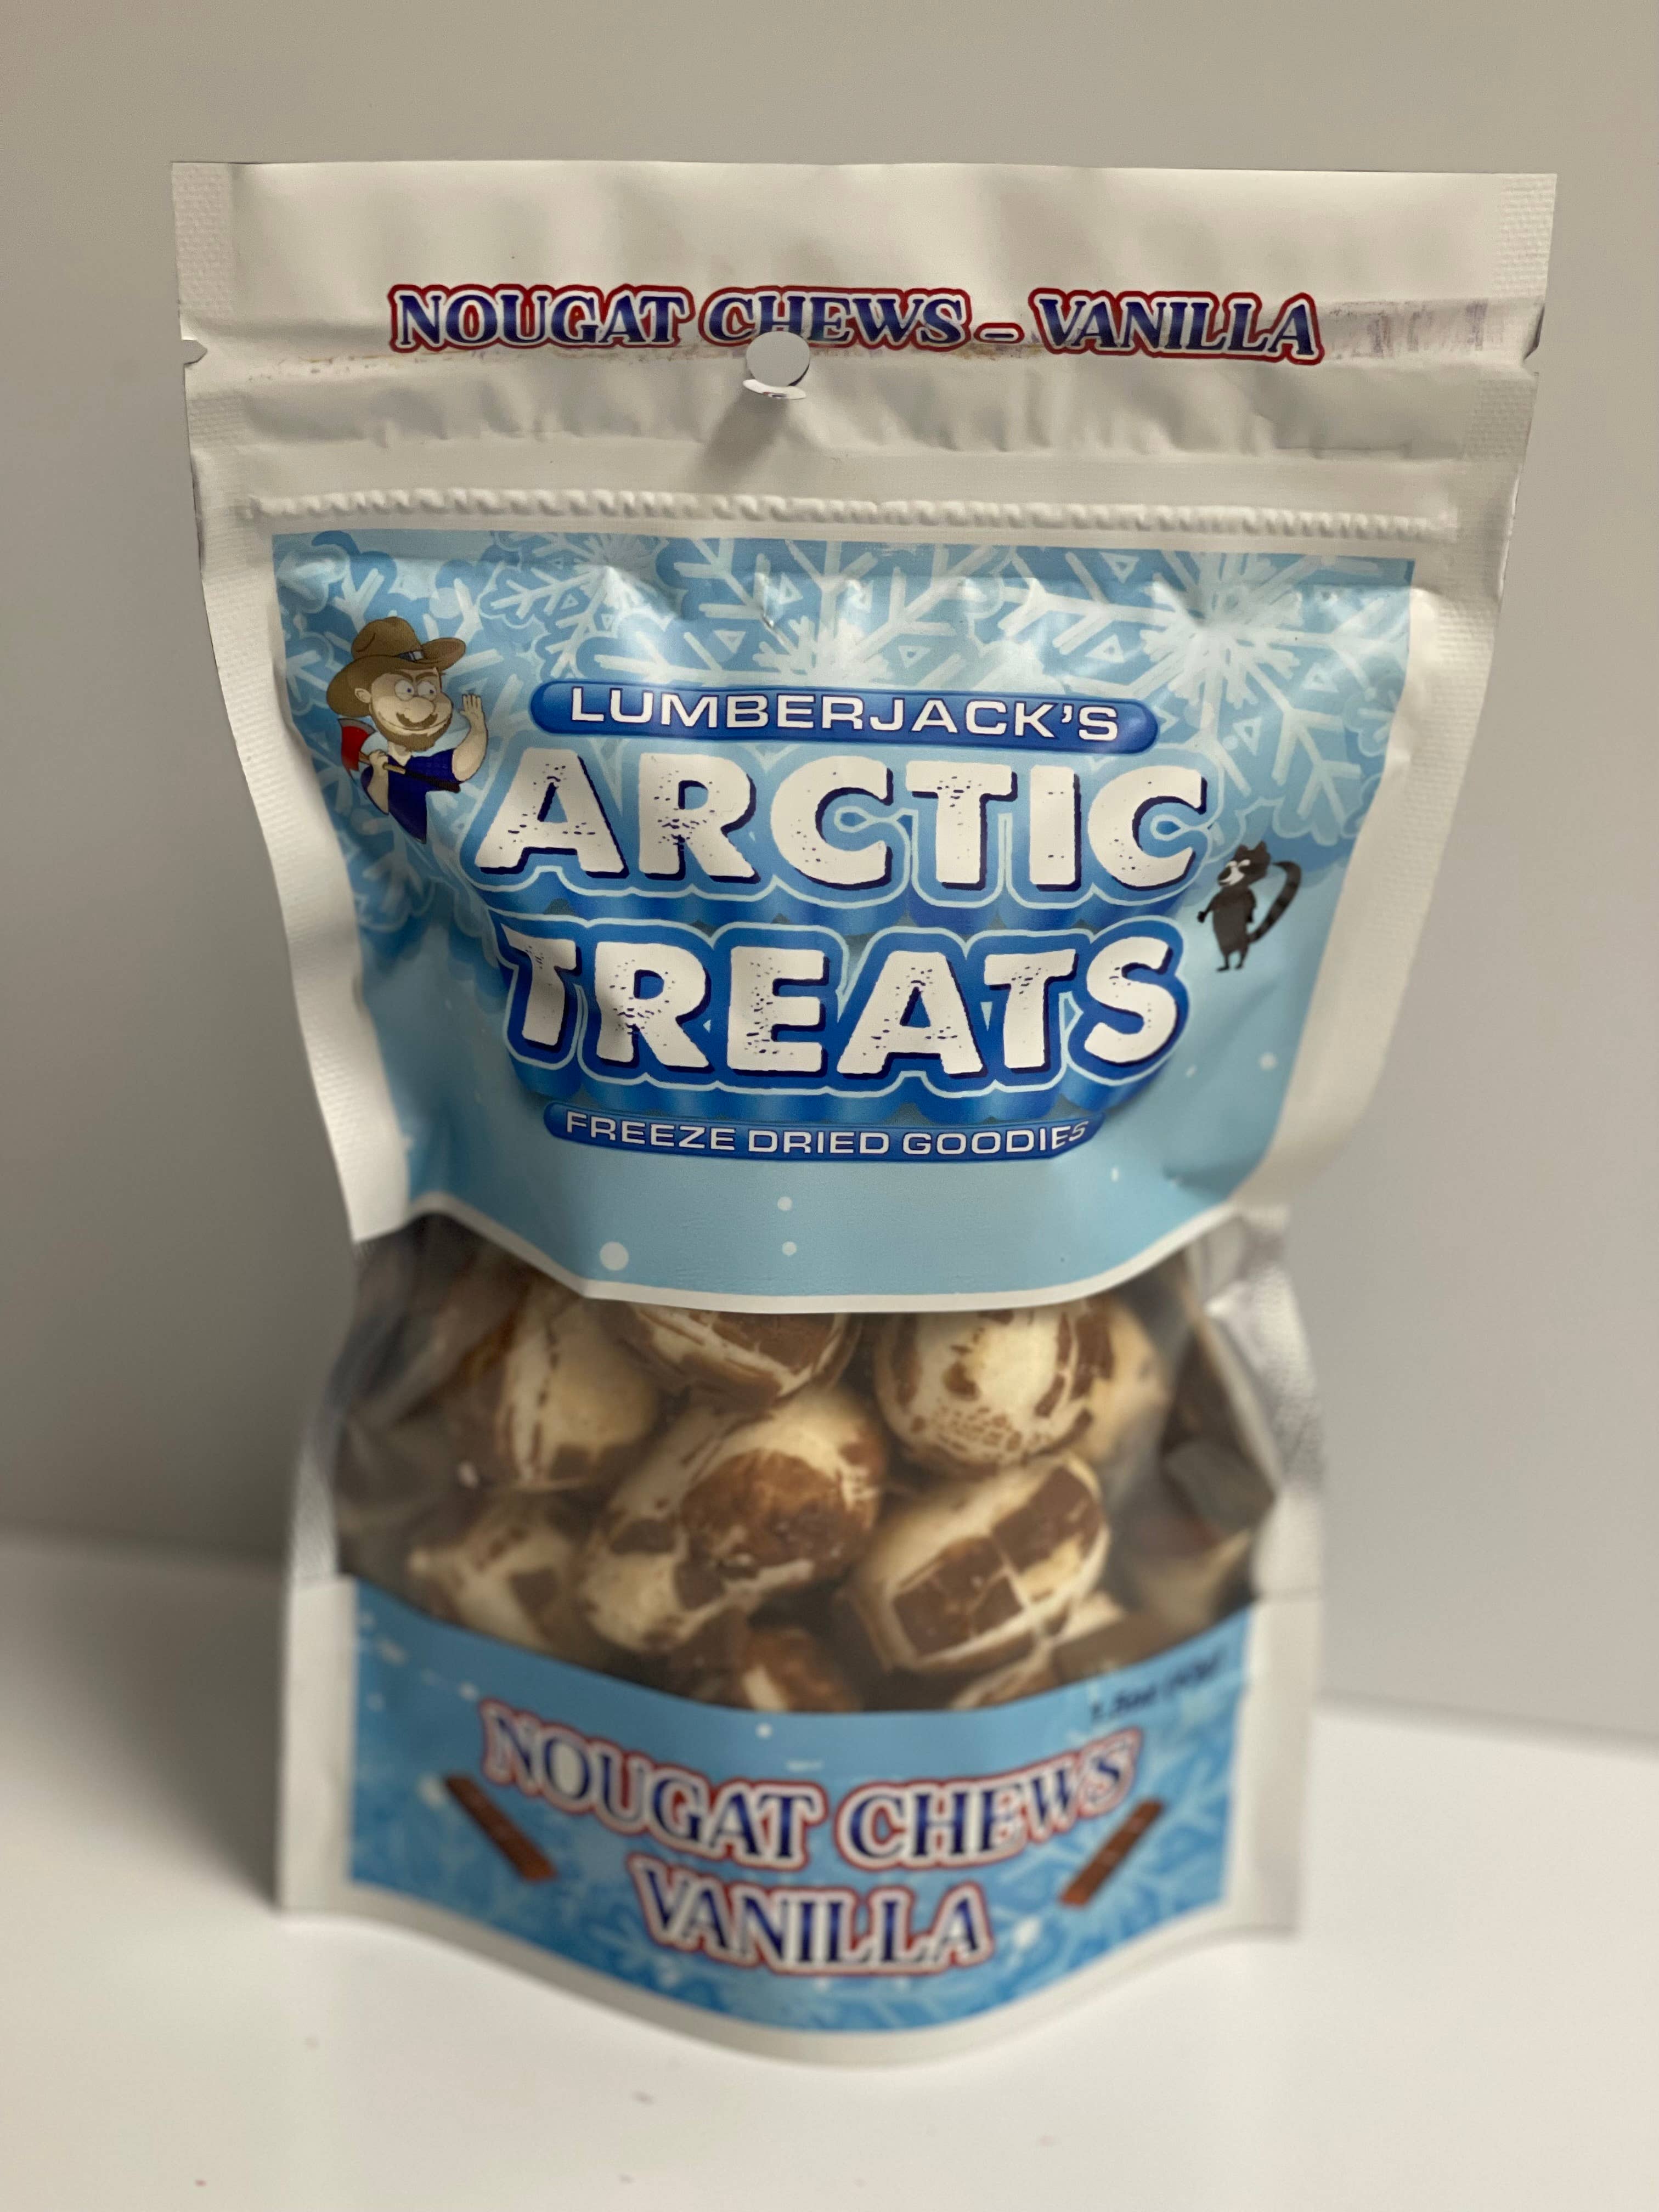 NOUGAT CHEWS - VANILLA
LUMBERJACK'S
ARCTIC
TREATS
FREEZE DRIED GOODIES
NOUGAT CHEWS
VANILLA